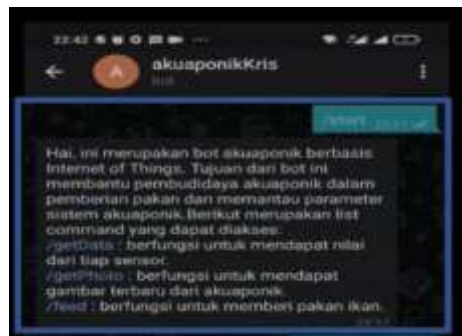 22:42
akuaponikKris
bot
/start
Hai, ini merupakan bot akuaponik berbasis
Internet of Things. Tujuan dari bot ini
membantu pembudidaya akuaponik dalam
pemberian pakan dan memantau parameter
sistem akuaponik.Berikut merupakan list
command yang dapat diakses:
/getData : berfungsi untuk mendapat nilai
dari tiap sensor.
/getPhoto : berfungsi untuk mendapat
gambar terbaru dari akuaponik.
/feed : berfungsi untuk memberi pakan ikan.